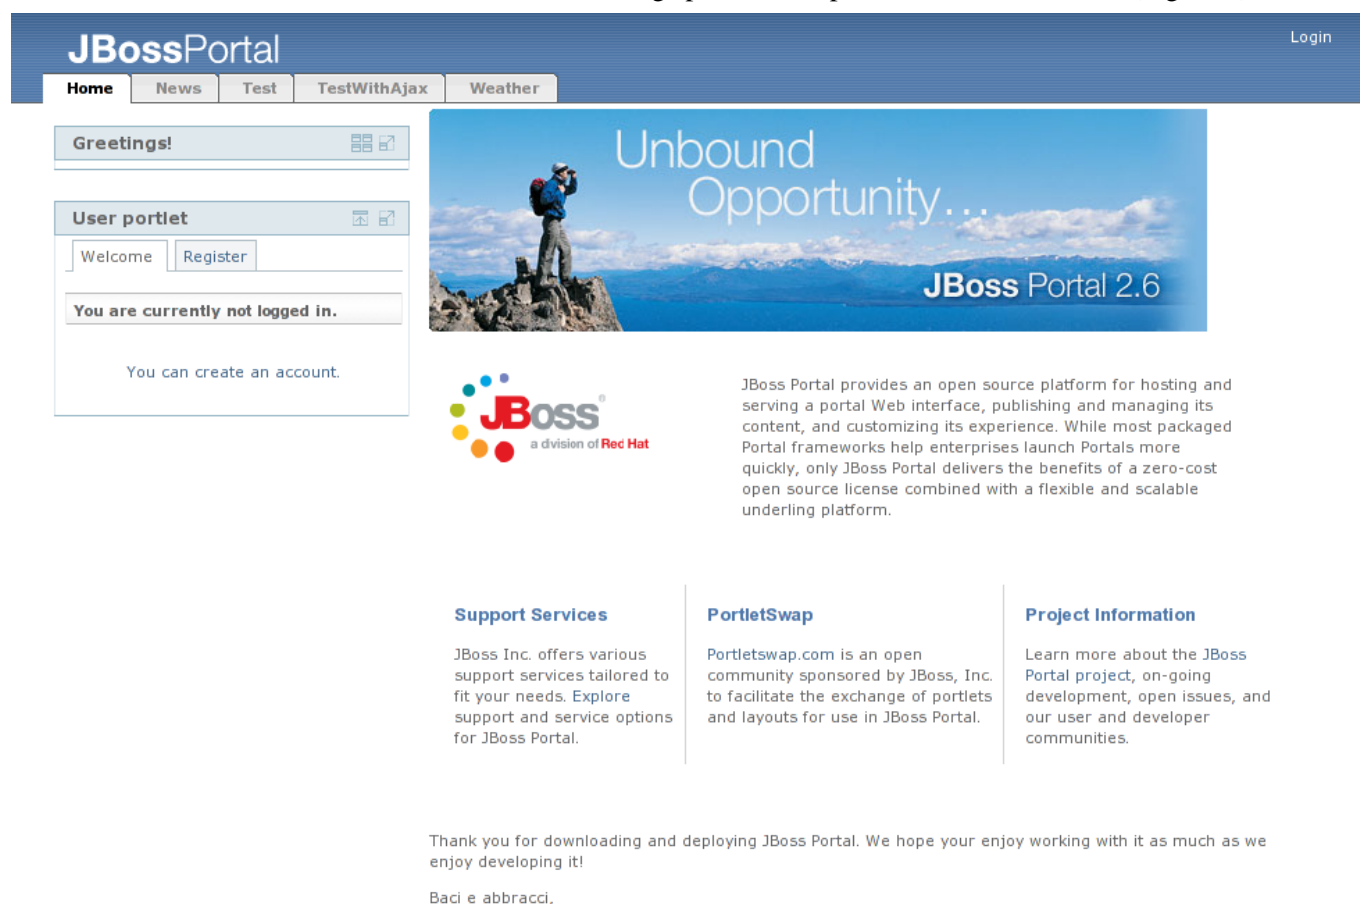 Login
JBossPortal
Home News Test TestWithAjax Weather
Greetings!
User portlet
Welcome Register
You are currently not logged in.
You can create an account.
Unbound
Opportunity...
JBoss Portal 2.6
JBoss®
a division of Red Hat
JBoss Portal provides an open source platform for hosting and
serving a portal Web interface, publishing and managing its
content, and customizing its experience. While most packaged
Portal frameworks help enterprises launch Portals more
quickly, only JBoss Portal delivers the benefits of a zero-cost
open source license combined with a flexible and scalable
underling platform.
Support Services
JBoss Inc. offers various
support services tailored to
fit your needs. Explore
support and service options
for JBoss Portal.
PortletSwap
Portletswap.com is an open
community sponsored by JBoss, Inc.
to facilitate the exchange of portlets
and layouts for use in JBoss Portal.
Project Information
Learn more about the JBoss
Portal project, on-going
development, open issues, and
our user and developer
communities.
Thank you for downloading and deploying JBoss Portal. We hope your enjoy working with it as much as we
enjoy developing it!
Baci e abbracci,